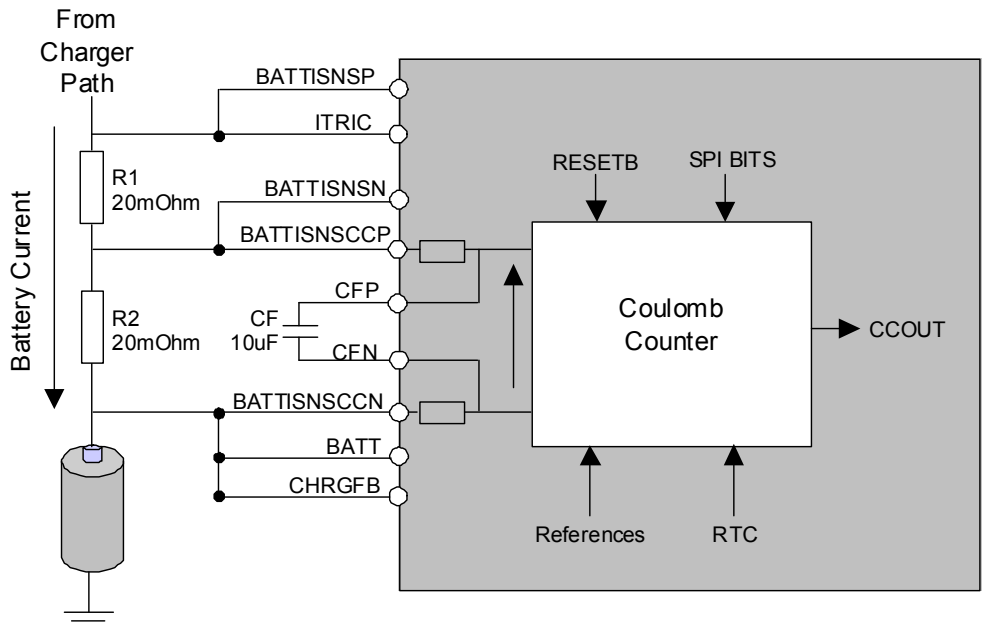 From
Charger
Path
BATTISNSP
ITRIC
R1
20mOhm
BATTISNSN
BATTISNSCCP
RESETB
SPI BITS
Battery Current
CFP
CF
10uF
CFN
R2
20mOhm
Coulomb
Counter
CCOUT
BATTISNSCCN
BATT
CHRGFB
References
RTC